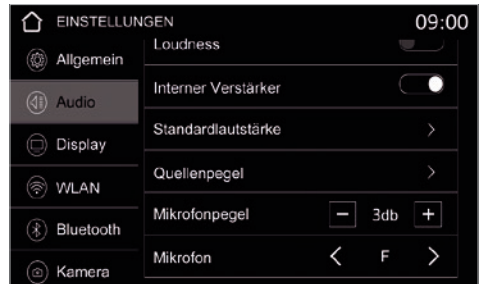 EINSTELLUNGEN 09:00
Allgemein
Audio
Display
WLAN
Bluetooth
Kamera
Loudness
Interner Verstärker
Standardlautstärke
Quellenpegel
Mikrofonpegel − 3db +
Mikrofon < F >